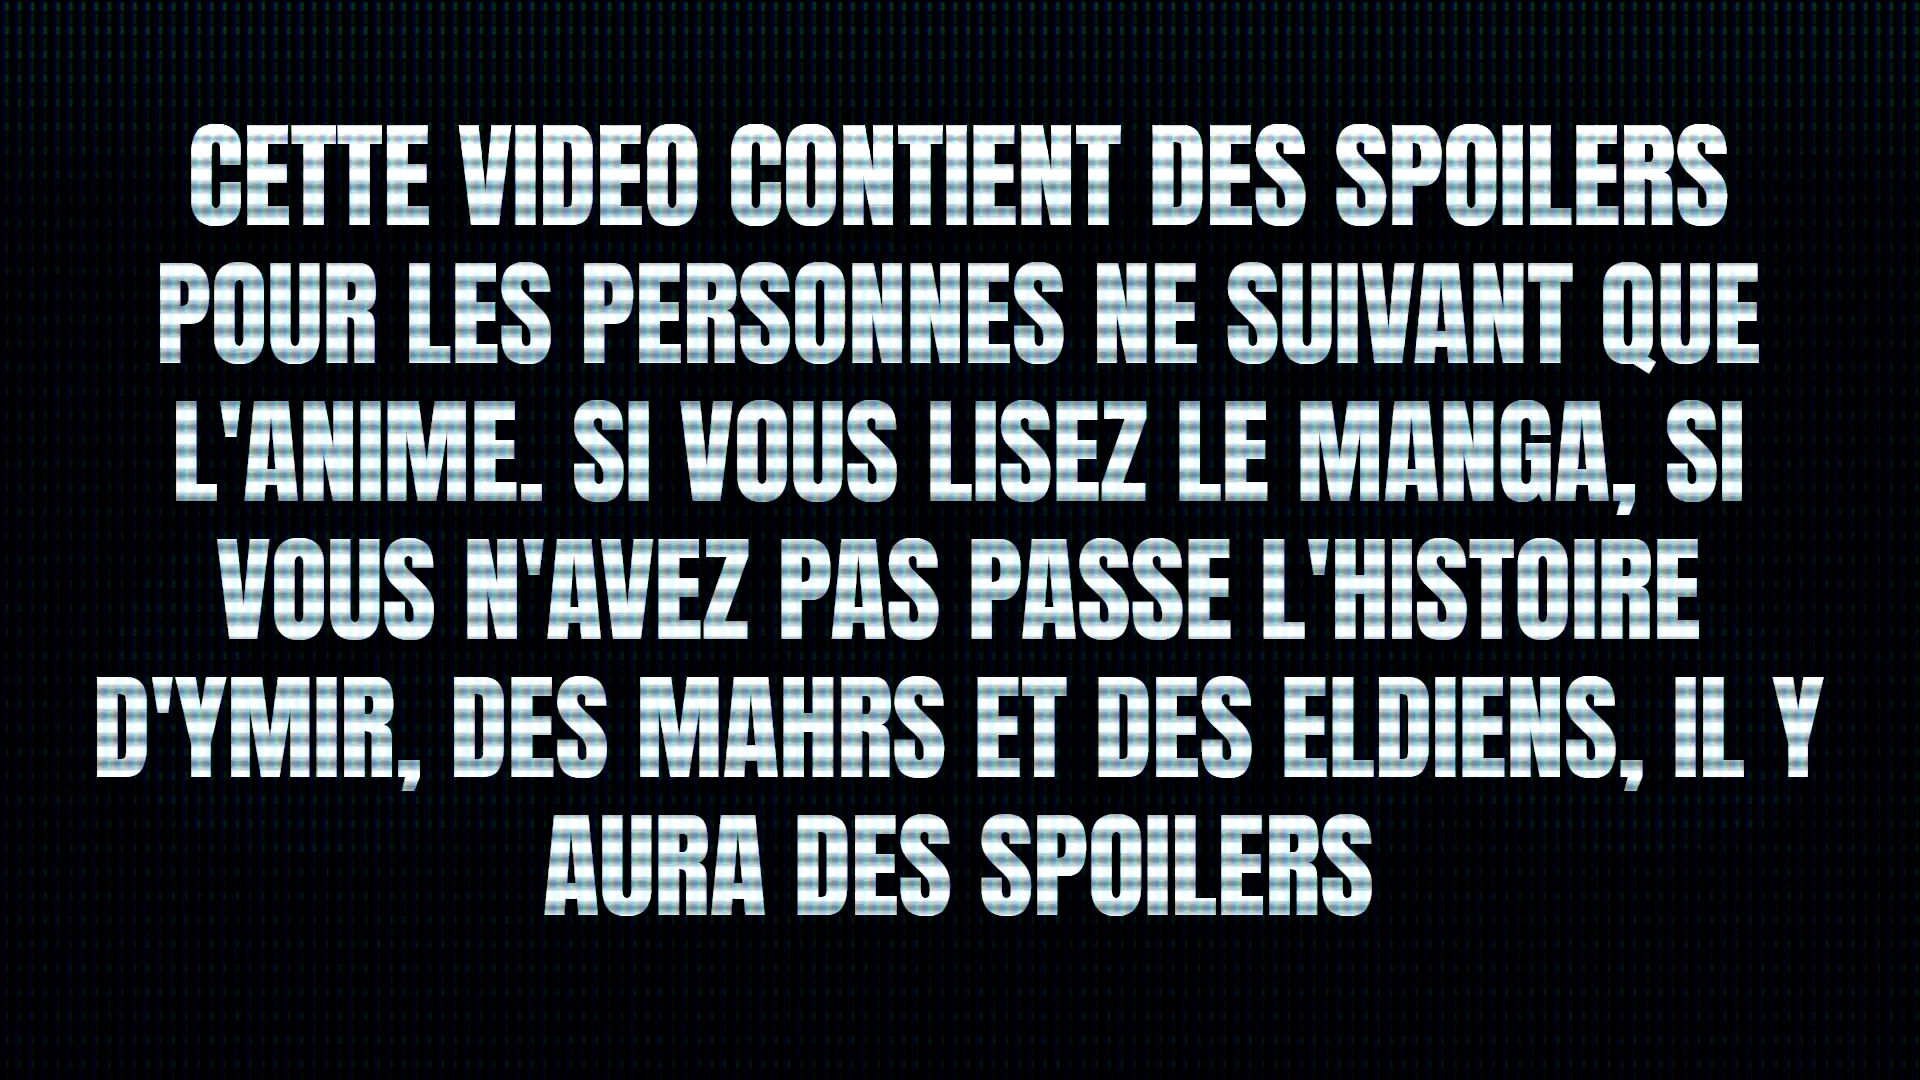 CETTE VIDEO CONTIENT DES SPOILERS
POUR LES PERSONNES NE SUIVANT QUE
L'ANIME. SI VOUS LISEZ LE MANGA, SI
VOUS N'AVEZ PAS PASSE L'HISTOIRE
D'YMIR, DES MAHRS ET DES ELDIENS, IL Y
AURA DES SPOILERS